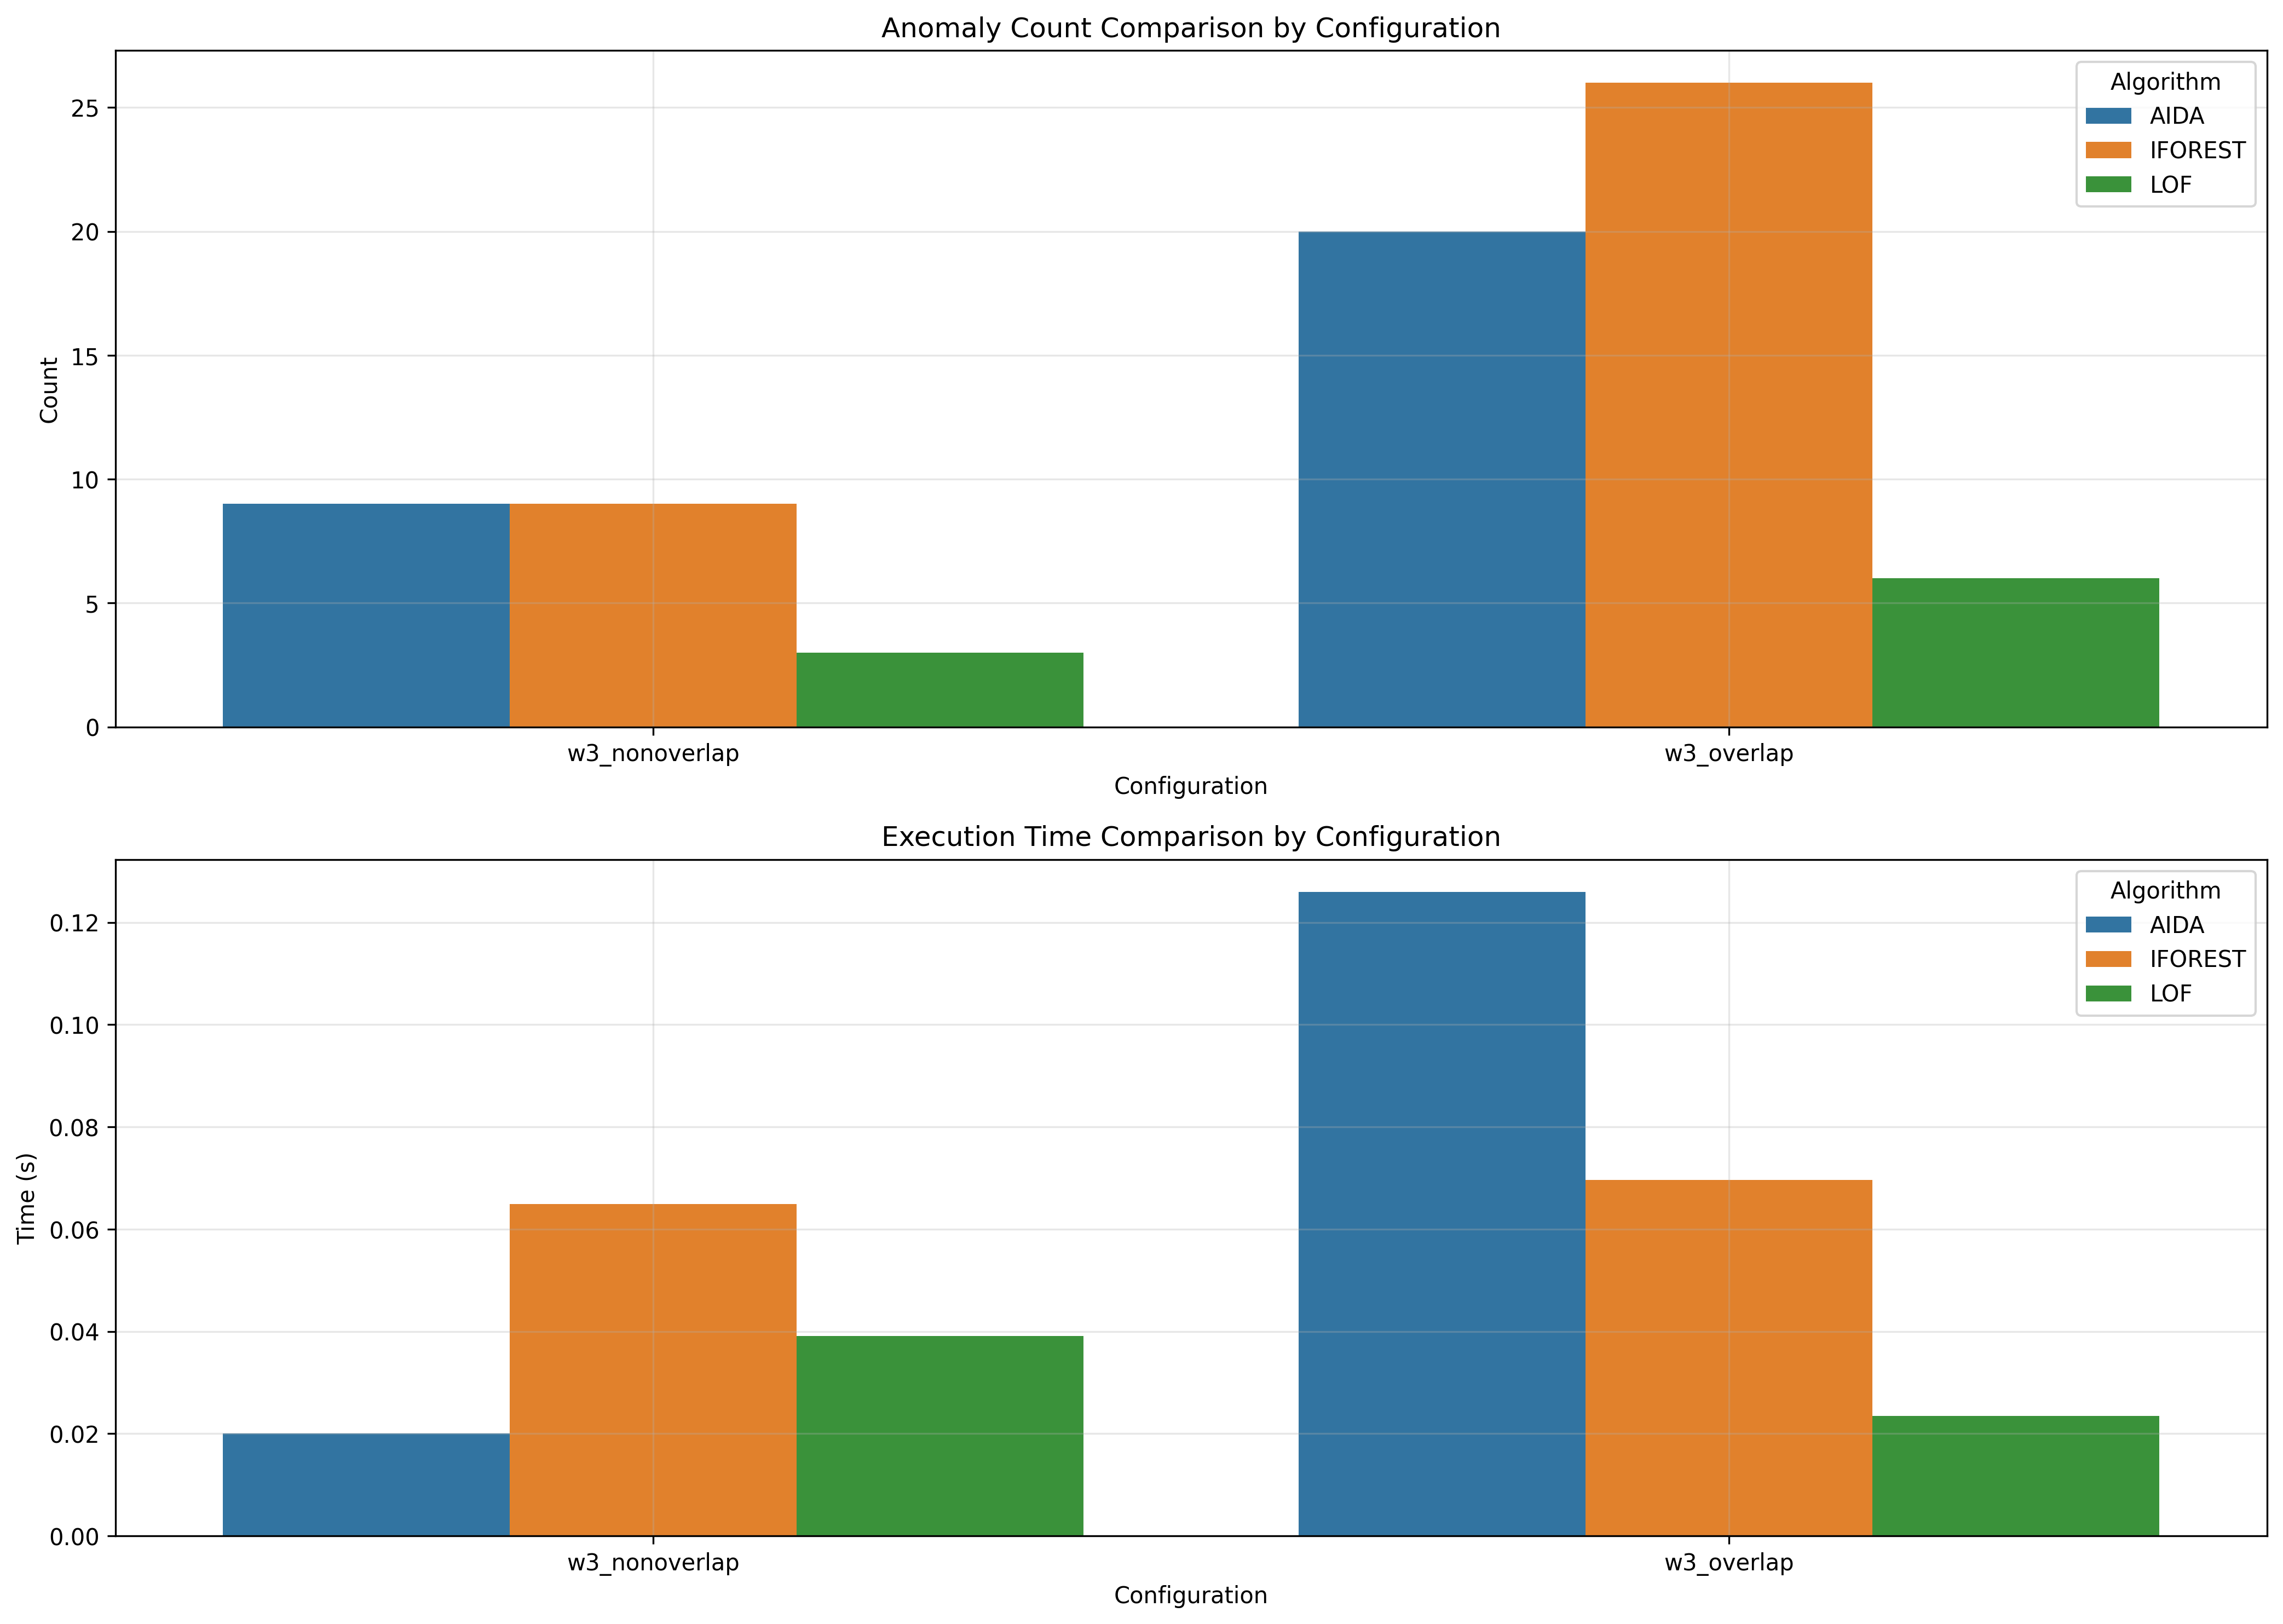 Anomaly Count Comparison by Configuration
Algorithm
AIDA
IFOREST
LOF
25
20
15
10
5
0
Count
w3_nonoverlap
w3_overlap
Configuration
Execution Time Comparison by Configuration
Algorithm
AIDA
IFOREST
LOF
0.12
0.10
0.08
0.06
0.04
0.02
0.00
Time (s)
w3_nonoverlap
w3_overlap
Configuration